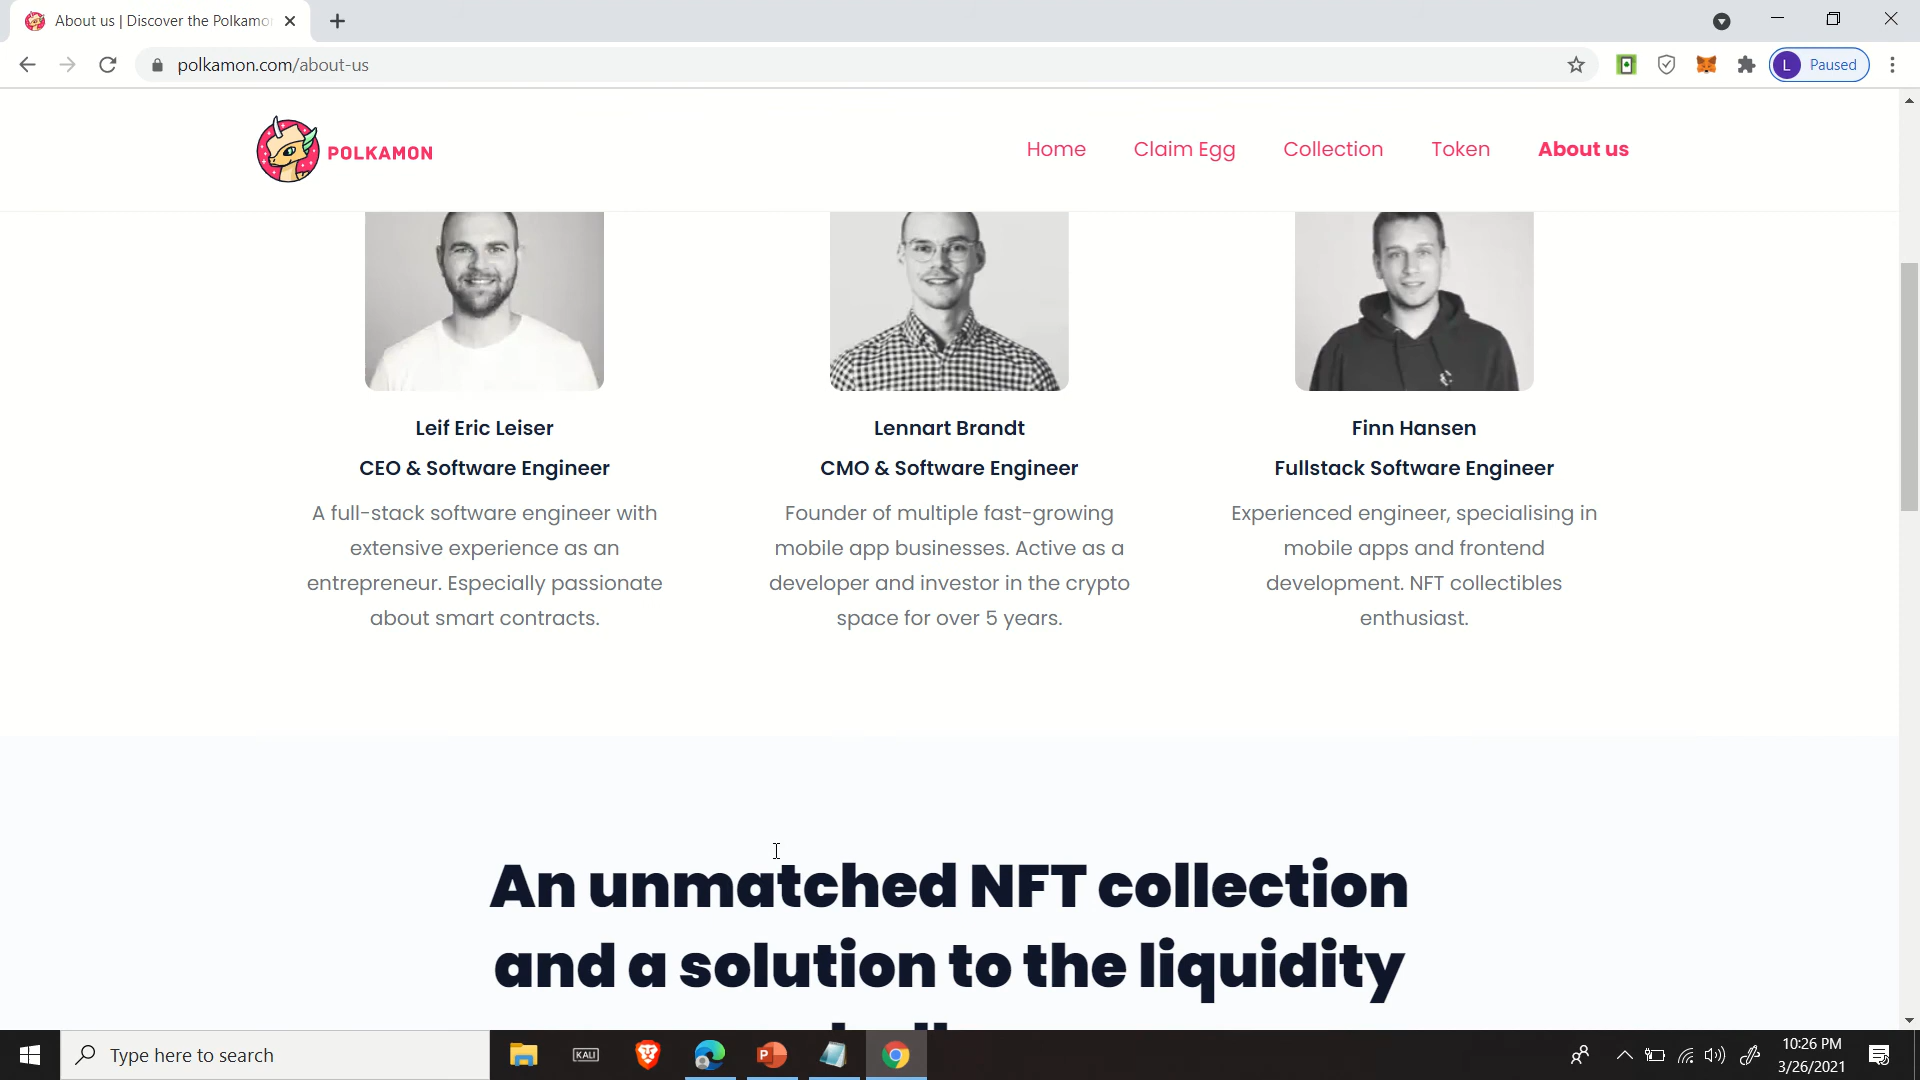 About us | Discover the Polkamo
polkamon.com/about-us
L Paused
POLKAMON
Home Claim Egg Collection Token About us
Leif Eric Leiser
CEO & Software Engineer
A full-stack software engineer with
extensive experience as an
entrepreneur. Especially passionate
about smart contracts.
Lennart Brandt
CMO & Software Engineer
Founder of multiple fast-growing
mobile app businesses. Active as a
developer and investor in the crypto
space for over 5 years.
Finn Hansen
Fullstack Software Engineer
Experienced engineer, specialising in
mobile apps and frontend
development. NFT collectibles
enthusiast.
An unmatched NFT collection
and a solution to the liquidity
Type here to search
KALI
10:26 PM
3/26/2021